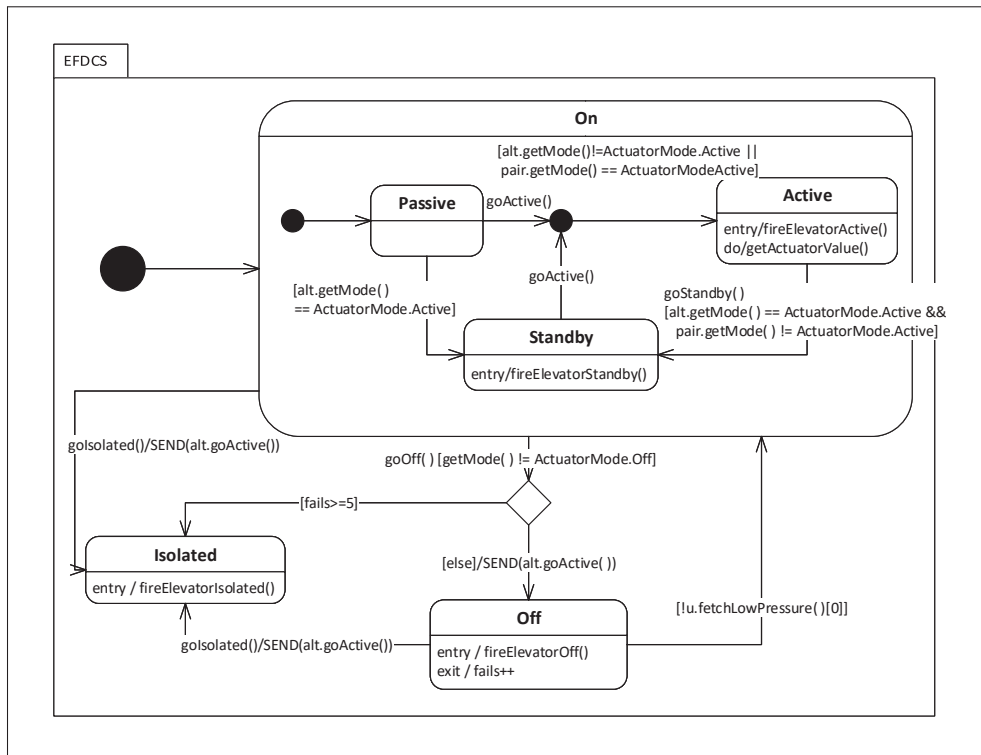 EFDCS
On
[alt.getMode()!=ActuatorMode.Active ||
pair.getMode() == ActuatorModeActive]
Passive
goActive()
Active
entry/fireElevatorActive()
do/getActuatorValue()
goActive()
[alt.getMode( )
== ActuatorMode.Active]
goStandby( )
[alt.getMode( ) == ActuatorMode.Active &&
pair.getMode( ) != ActuatorMode.Active]
Standby
entry/fireElevatorStandby()
goIsolated()/SEND(alt.goActive())
goOff( ) [getMode( ) != ActuatorMode.Off]
[fails>=5]
Isolated
entry / fireElevatorIsolated()
[else]/SEND(alt.goActive( ))
[!u.fetchLowPressure( )[0]]
Off
entry / fireElevatorOff()
exit / fails++
goIsolated()/SEND(alt.goActive())